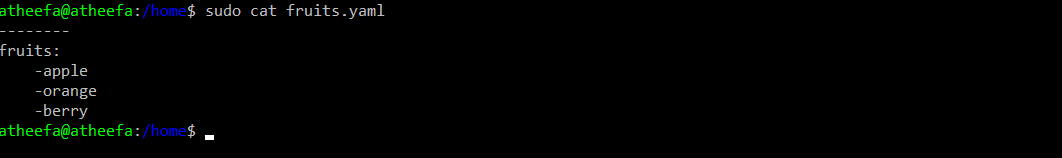 atheefa@atheefa:/home$ sudo cat fruits.yaml
--------
fruits:
    -apple
    -orange
    -berry
atheefa@atheefa:/home$